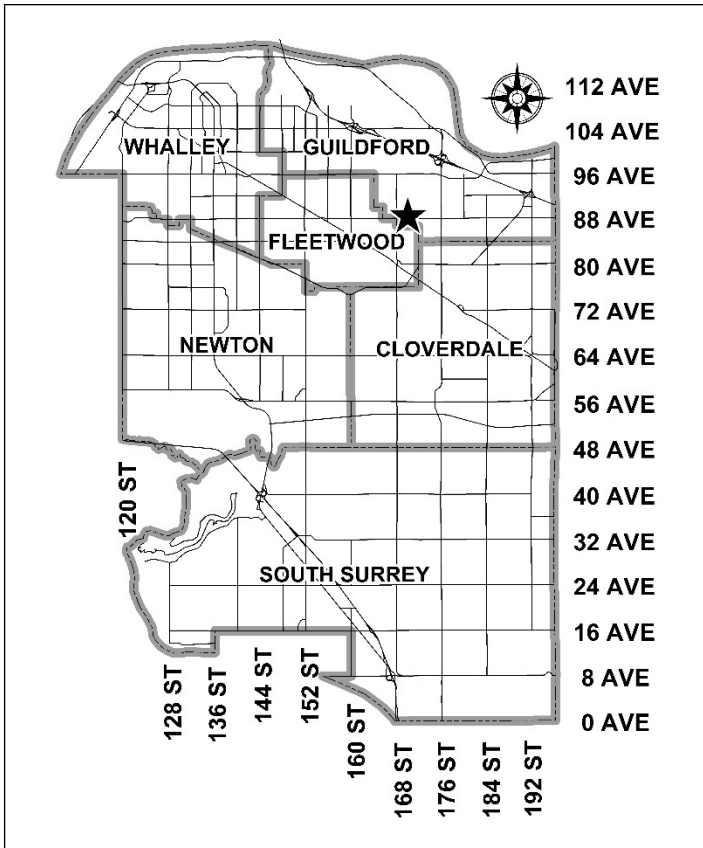 112 AVE
104 AVE
WHALLEY
GUILDFORD
96 AVE
88 AVE
FLEETWOOD
80 AVE
72 AVE
NEWTON
CLOVERDALE
64 AVE
56 AVE
48 AVE
120 ST
40 AVE
32 AVE
SOUTH SURREY
24 AVE
16 AVE
8 AVE
0 AVE
128 ST
136 ST
144 ST
152 ST
160 ST
168 ST
176 ST
184 ST
192 ST